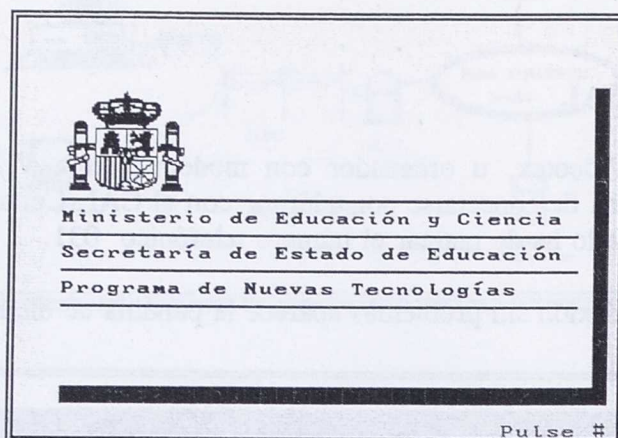 Ministerio de Educación y Ciencia
Secretaría de Estado de Educación
Programa de Nuevas Tecnologías
Pulse #